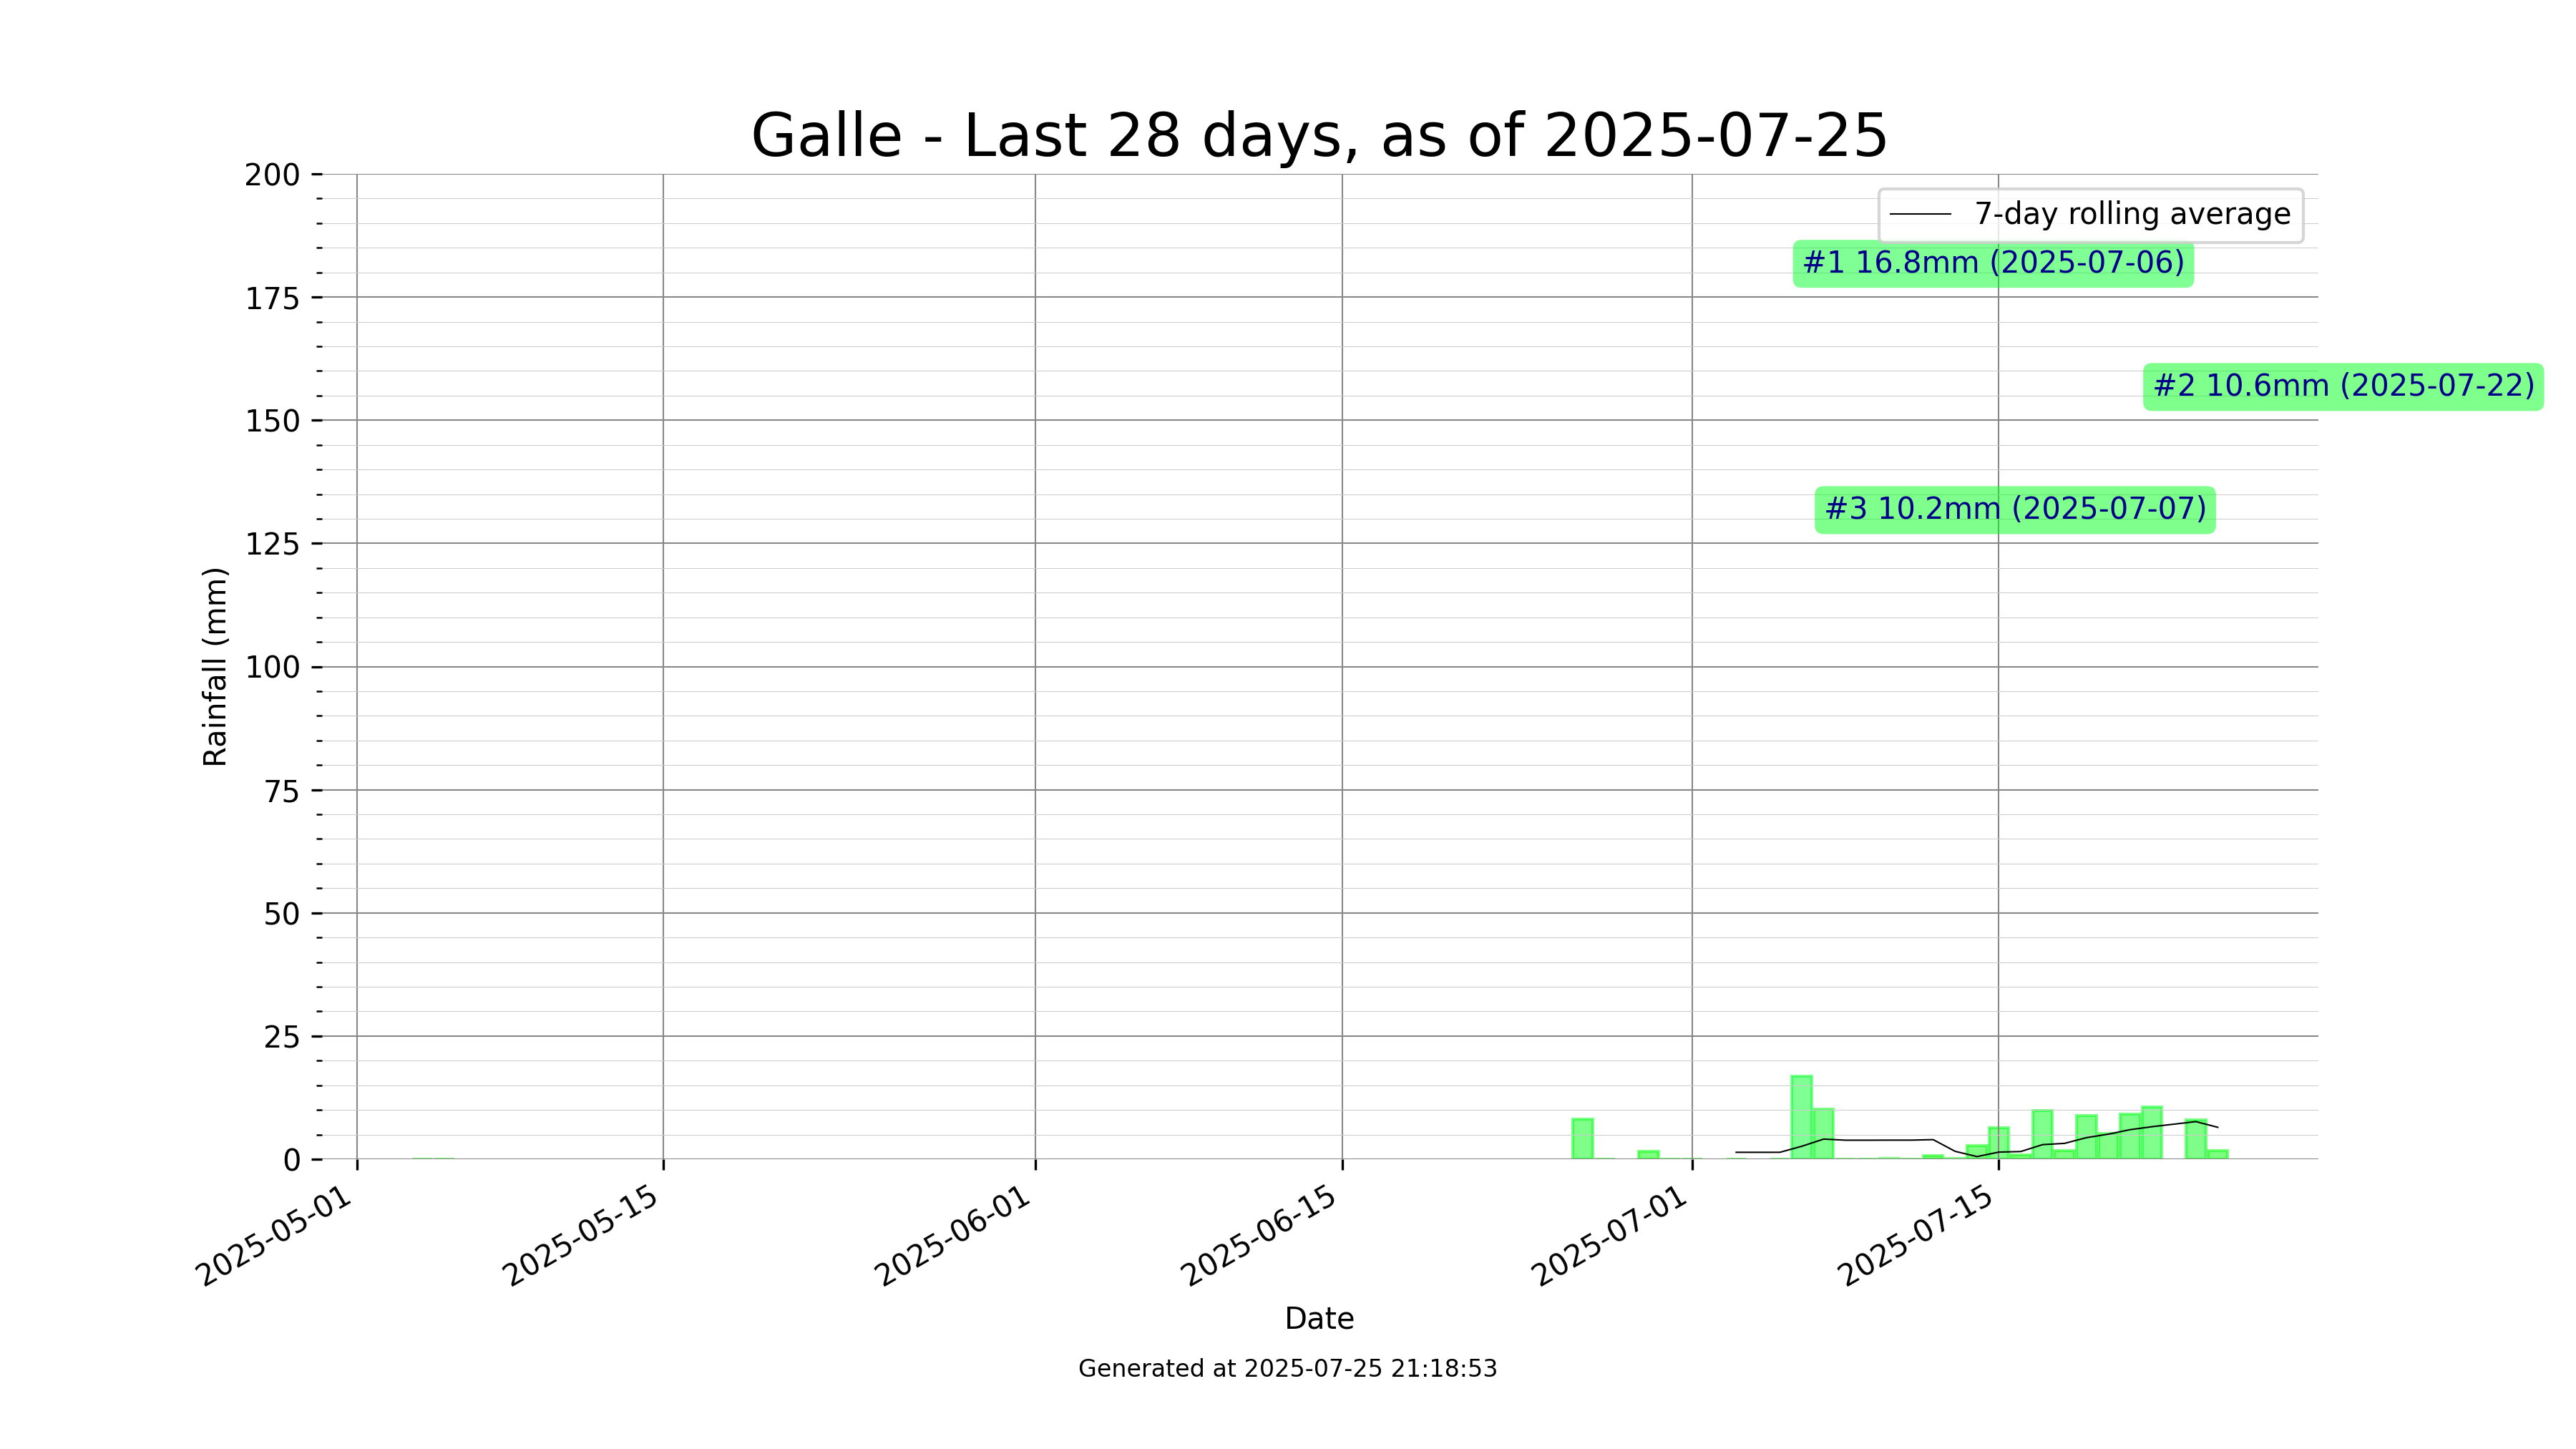 Galle - Last 28 days, as of 2025-07-25
7-day rolling average
#1 16.8mm (2025-07-06)
#2 10.6mm (2025-07-22)
#3 10.2mm (2025-07-07)
Rainfall (mm)
200
175
150
125
100
75
50
25
0
2025-05-01
2025-05-15
2025-06-01
2025-06-15
2025-07-01
2025-07-15
Date
Generated at 2025-07-25 21:18:53